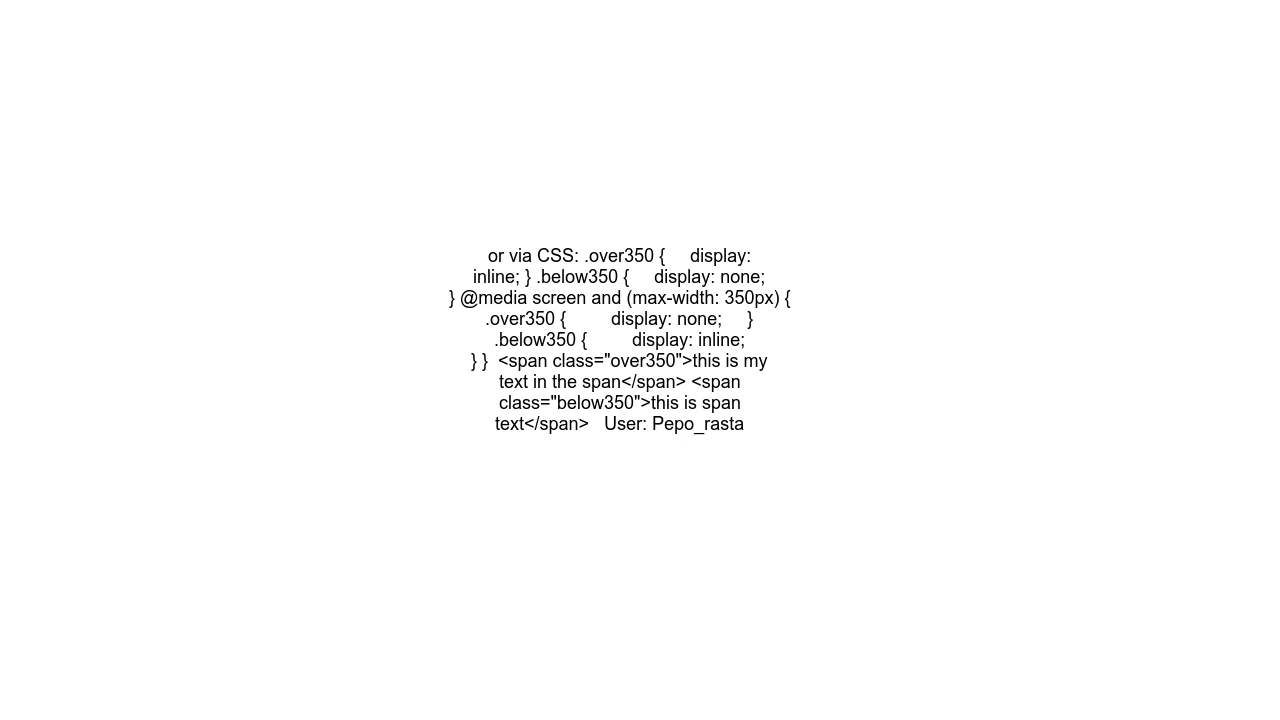 or via CSS: .over350 {     display:
inline; } .below350 {     display: none;
} @media screen and (max-width: 350px) {
.over350 {         display: none;     }
.below350 {         display: inline;
} }  <span class="over350">this is my
text in the span</span> <span
class="below350">this is span
text</span>   User: Pepo_rasta